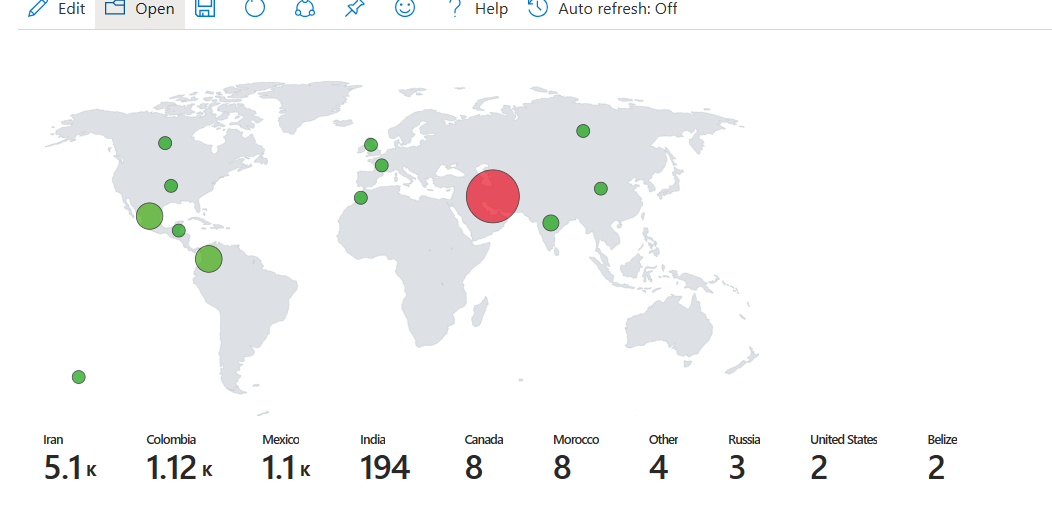 Edit Open Help Auto refresh: Off
Iran Colombia Mexico India Canada Morocco Other Russia United States Belize
5.1 K 1.12 K 1.1 K 194 8 8 4 3 2 2